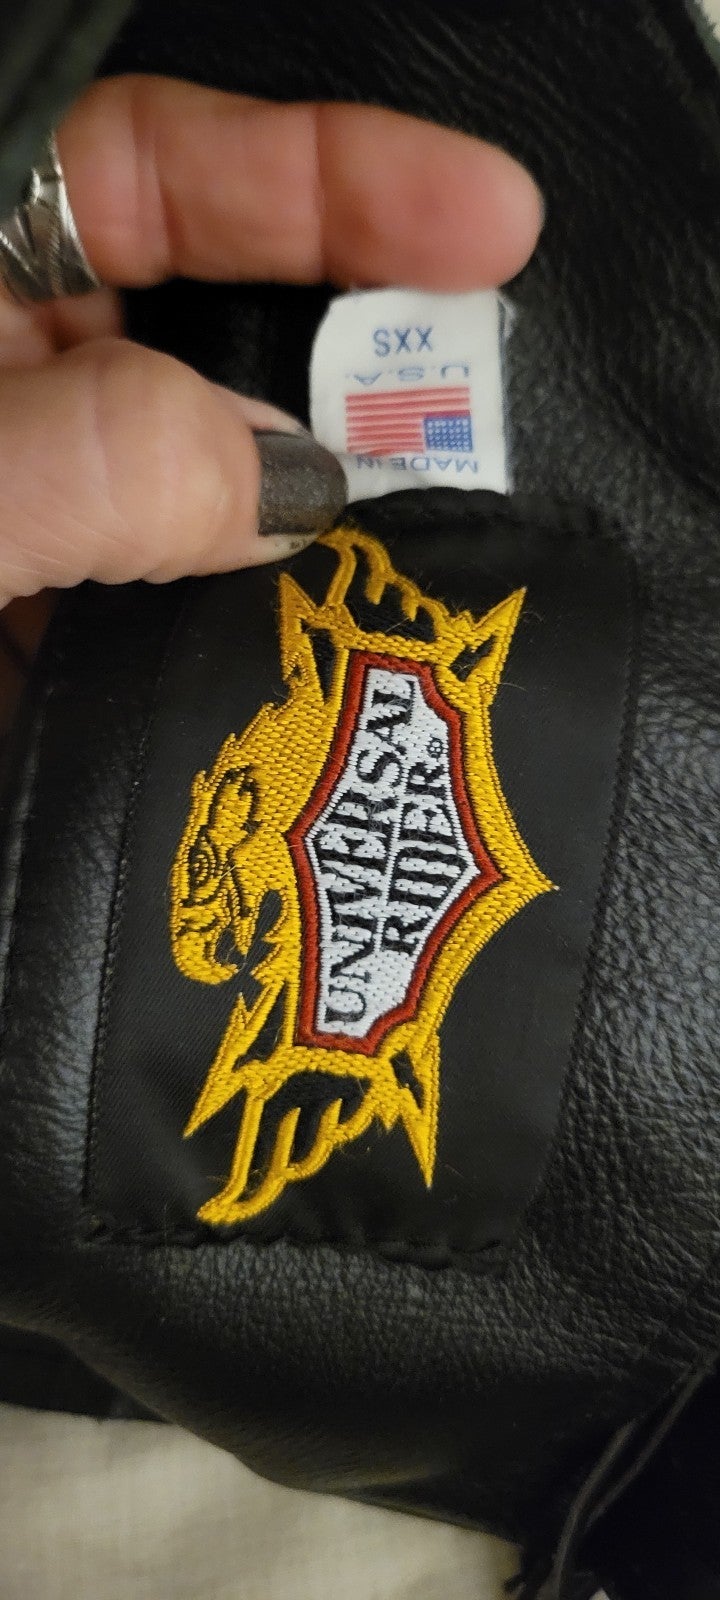 MADE IN
U.S.A.
XXS
UNIVERSAL
RIDER®